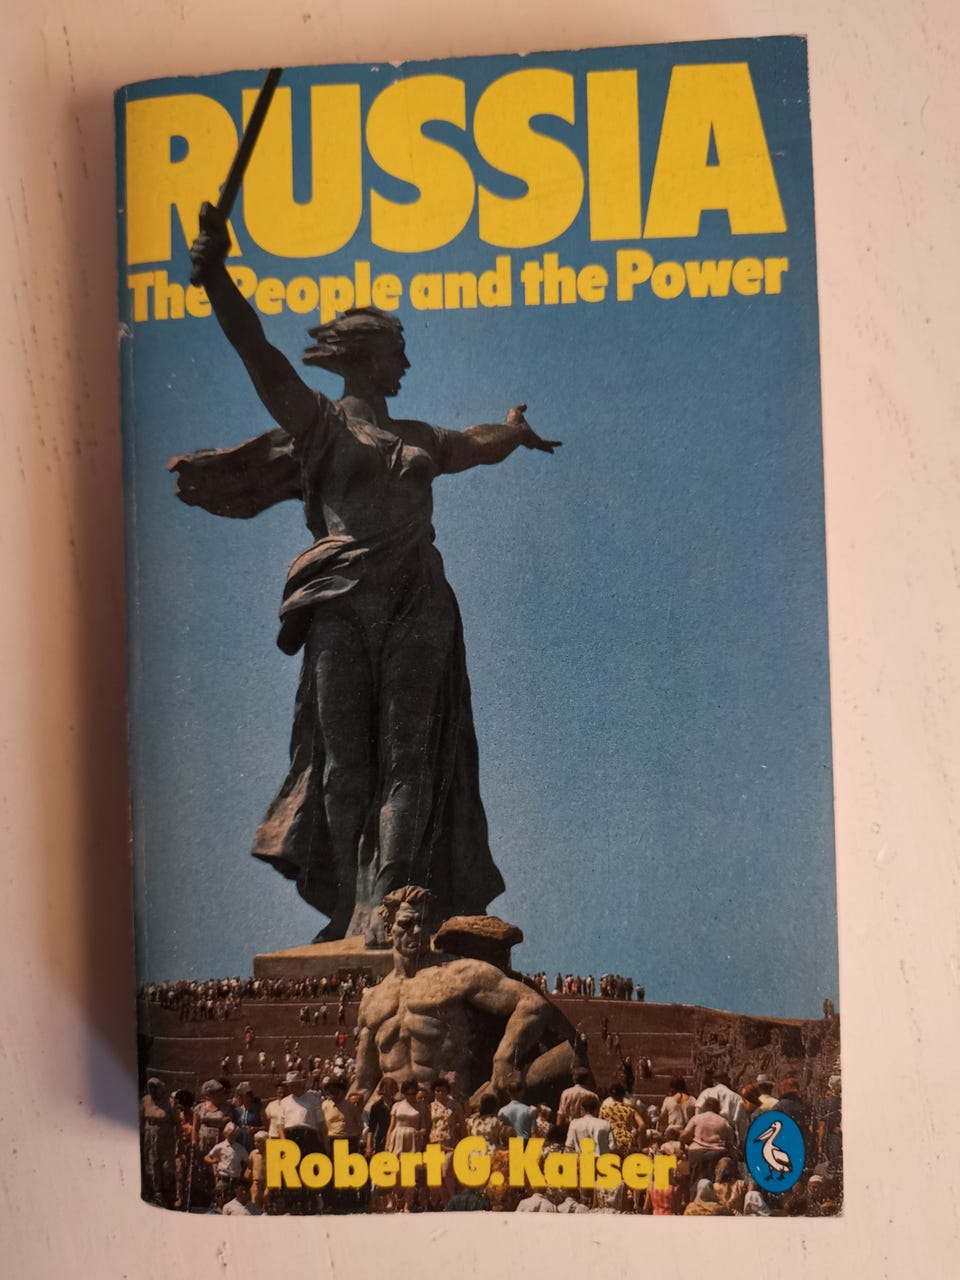 RUSSIA
The People and the Power
Robert G. Kaiser